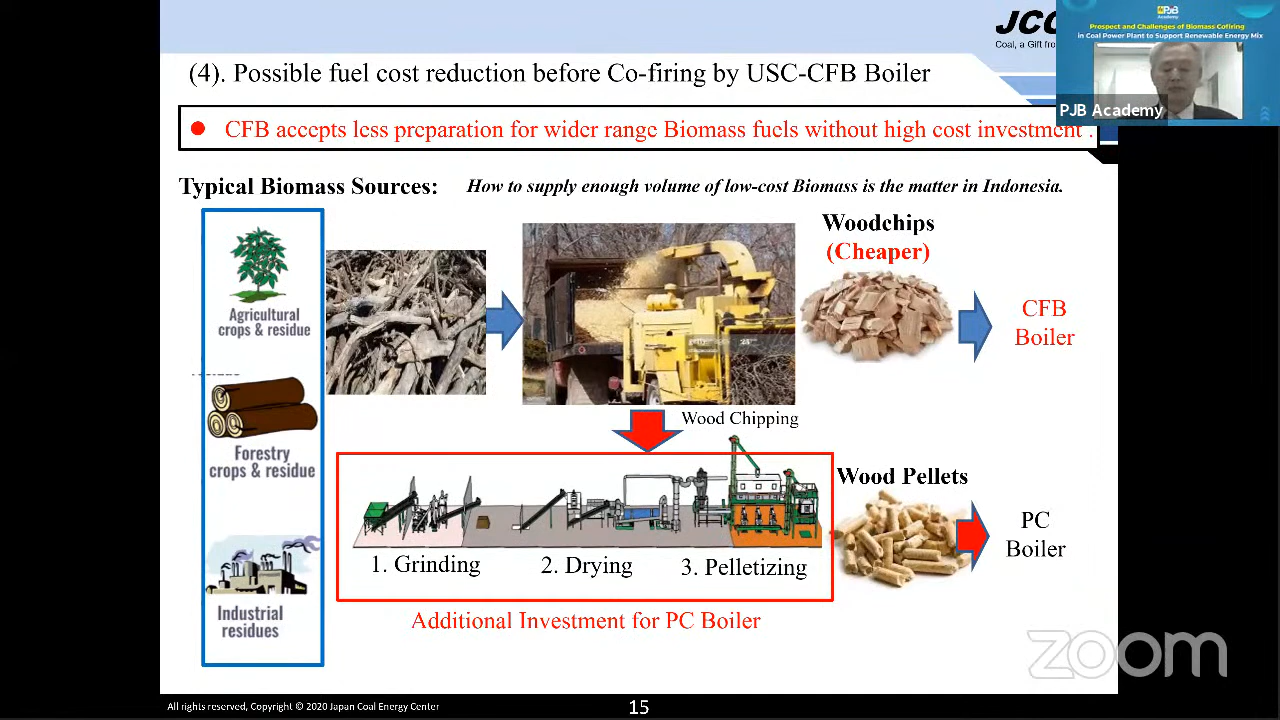 JCO
Coal, a Gift from
PJB
Academy
Prospect and Challenges of Biomass Cofiring
in Coal Power Plant to Support Renewable Energy Mix
PJB Academy
(4). Possible fuel cost reduction before Co-firing by USC-CFB Boiler
● CFB accepts less preparation for wider range Biomass fuels without high cost investment .
Typical Biomass Sources:
How to supply enough volume of low-cost Biomass is the matter in Indonesia.
Agricultural
crops & residue
Forestry
crops & residue
Industrial
residues
Woodchips
(Cheaper)
CFB
Boiler
Wood Chipping
1. Grinding
2. Drying
3. Pelletizing
Additional Investment for PC Boiler
Wood Pellets
PC
Boiler
zoom
All rights reserved, Copyright © 2020 Japan Coal Energy Center
15